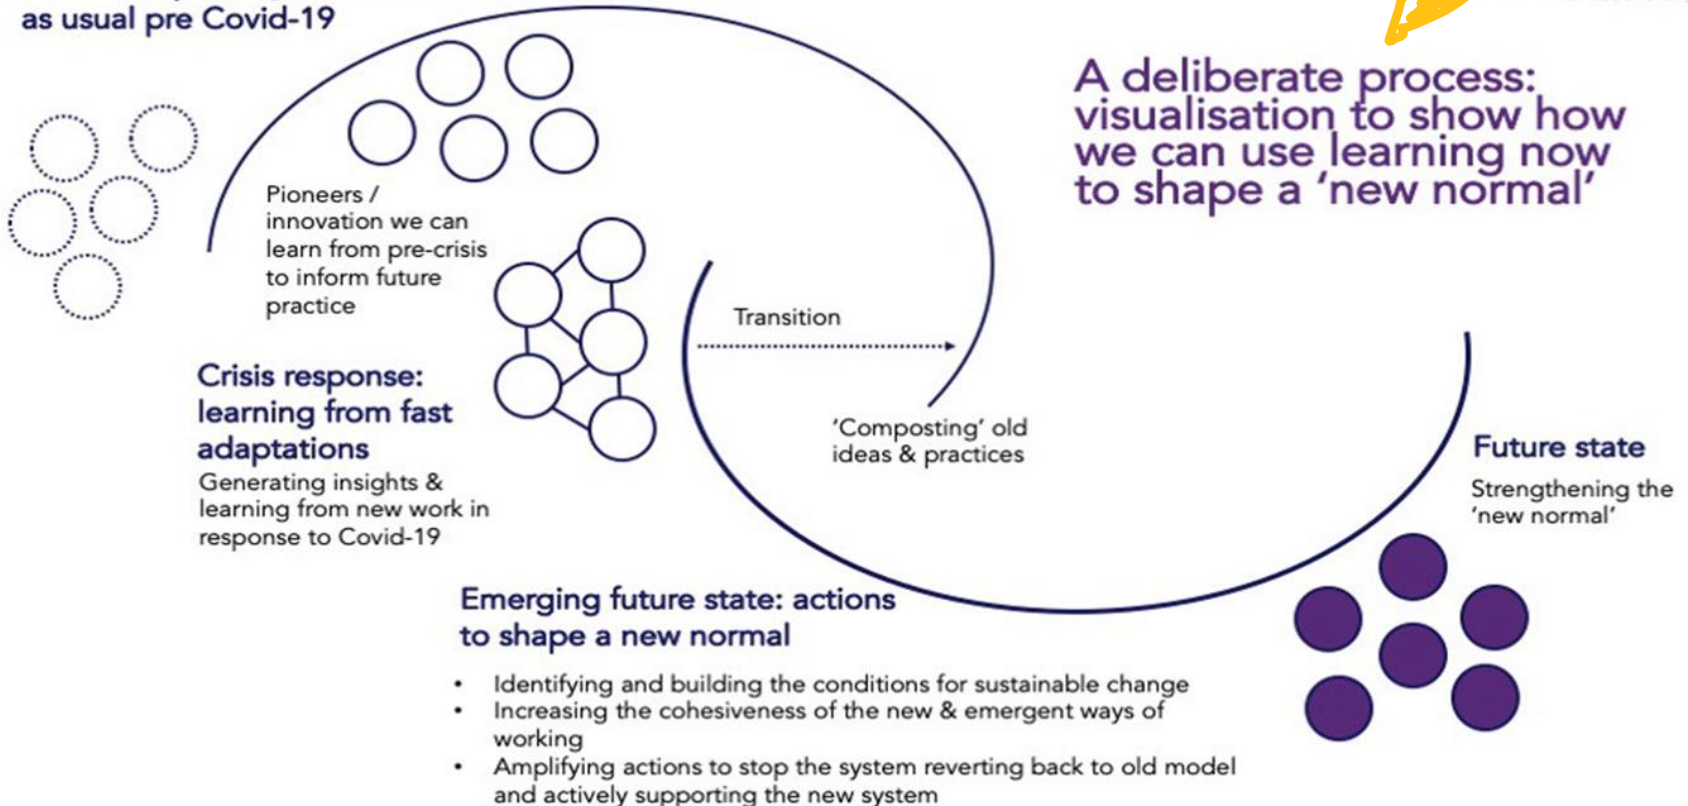 as usual pre Covid-19
A deliberate process:
visualisation to show how
we can use learning now
to shape a ‘new normal’
Pioneers /
innovation we can
learn from pre-crisis
to inform future
practice
Transition
Crisis response:
learning from fast
adaptations
Generating insights &
learning from new work in
response to Covid-19
‘Composting’ old
ideas & practices
Future state
Strengthening the
‘new normal’
Emerging future state: actions
to shape a new normal
• Identifying and building the conditions for sustainable change
• Increasing the cohesiveness of the new & emergent ways of
working
• Amplifying actions to stop the system reverting back to old model
and actively supporting the new system